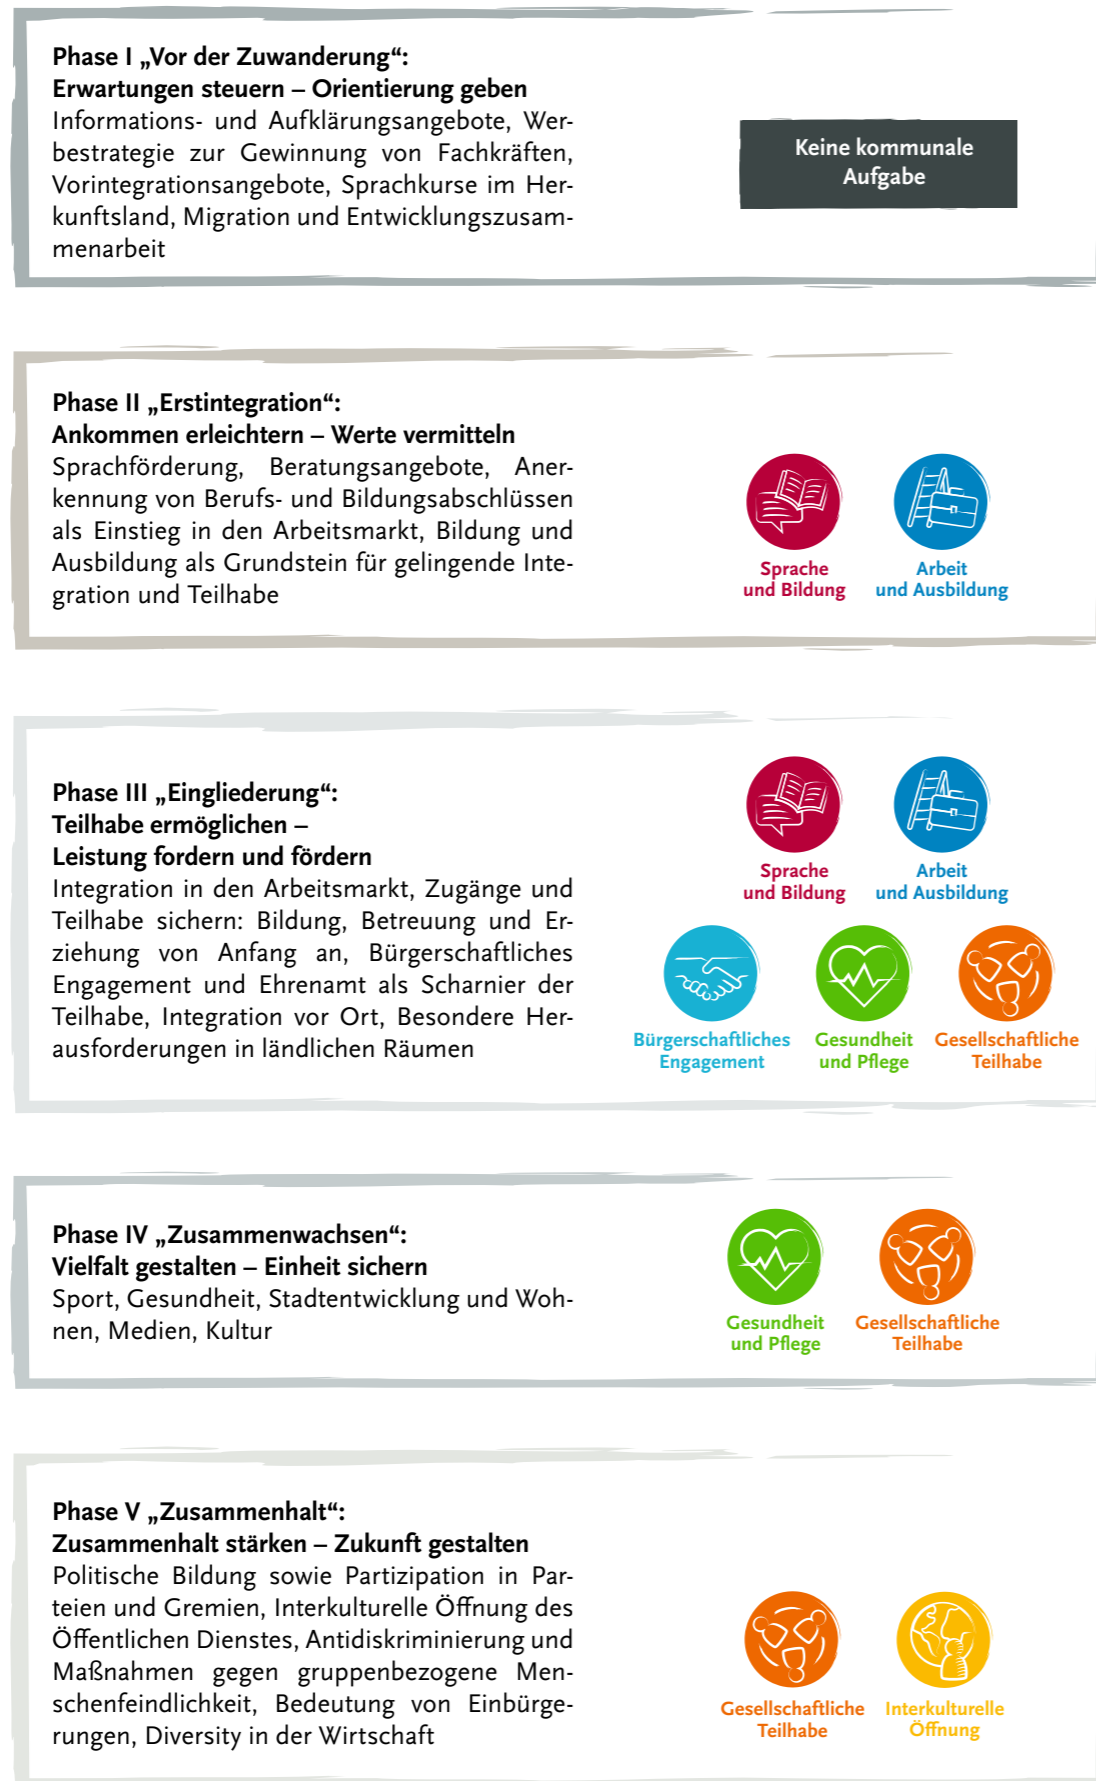 Phase I „Vor der Zuwanderung“:
Erwartungen steuern – Orientierung geben
Informations- und Aufklärungsangebote, Wer-
bestrategie zur Gewinnung von Fachkräften,
Vorintegrationsangebote, Sprachkurse im Her-
kunftsland, Migration und Entwicklungszusam-
menarbeit
Keine kommunale
Aufgabe
Phase II „Erstintegration“:
Ankommen erleichtern – Werte vermitteln
Sprachförderung, Beratungsangebote, Aner-
kennung von Berufs- und Bildungsabschlüssen
als Einstieg in den Arbeitsmarkt, Bildung und
Ausbildung als Grundstein für gelingende Inte-
gration und Teilhabe
Sprache
und Bildung
Arbeit
und Ausbildung
Phase III „Eingliederung“:
Teilhabe ermöglichen –
Leistung fordern und fördern
Integration in den Arbeitsmarkt, Zugänge und
Teilhabe sichern: Bildung, Betreuung und Er-
ziehung von Anfang an, Bürgerschaftliches
Engagement und Ehrenamt als Scharnier der
Teilhabe, Integration vor Ort, Besondere Her-
ausforderungen in ländlichen Räumen
Sprache
und Bildung
Arbeit
und Ausbildung
Bürgerschaftliches
Engagement
Gesundheit
und Pflege
Gesellschaftliche
Teilhabe
Phase IV „Zusammenwachsen“:
Vielfalt gestalten – Einheit sichern
Sport, Gesundheit, Stadtentwicklung und Woh-
nen, Medien, Kultur
Gesundheit
und Pflege
Gesellschaftliche
Teilhabe
Phase V „Zusammenhalt“:
Zusammenhalt stärken – Zukunft gestalten
Politische Bildung sowie Partizipation in Par-
teien und Gremien, Interkulturelle Öffnung des
Öffentlichen Dienstes, Antidiskriminierung und
Maßnahmen gegen gruppenbezogene Men-
schenfeindlichkeit, Bedeutung von Einbürge-
rungen, Diversity in der Wirtschaft
Gesellschaftliche
Teilhabe
Interkulturelle
Öffnung